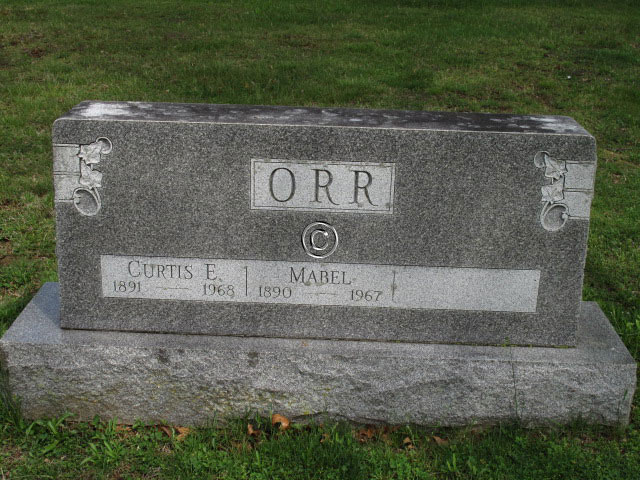 ORR
©
CURTIS E. MABEL
1891 — 1968 1890 — 1967